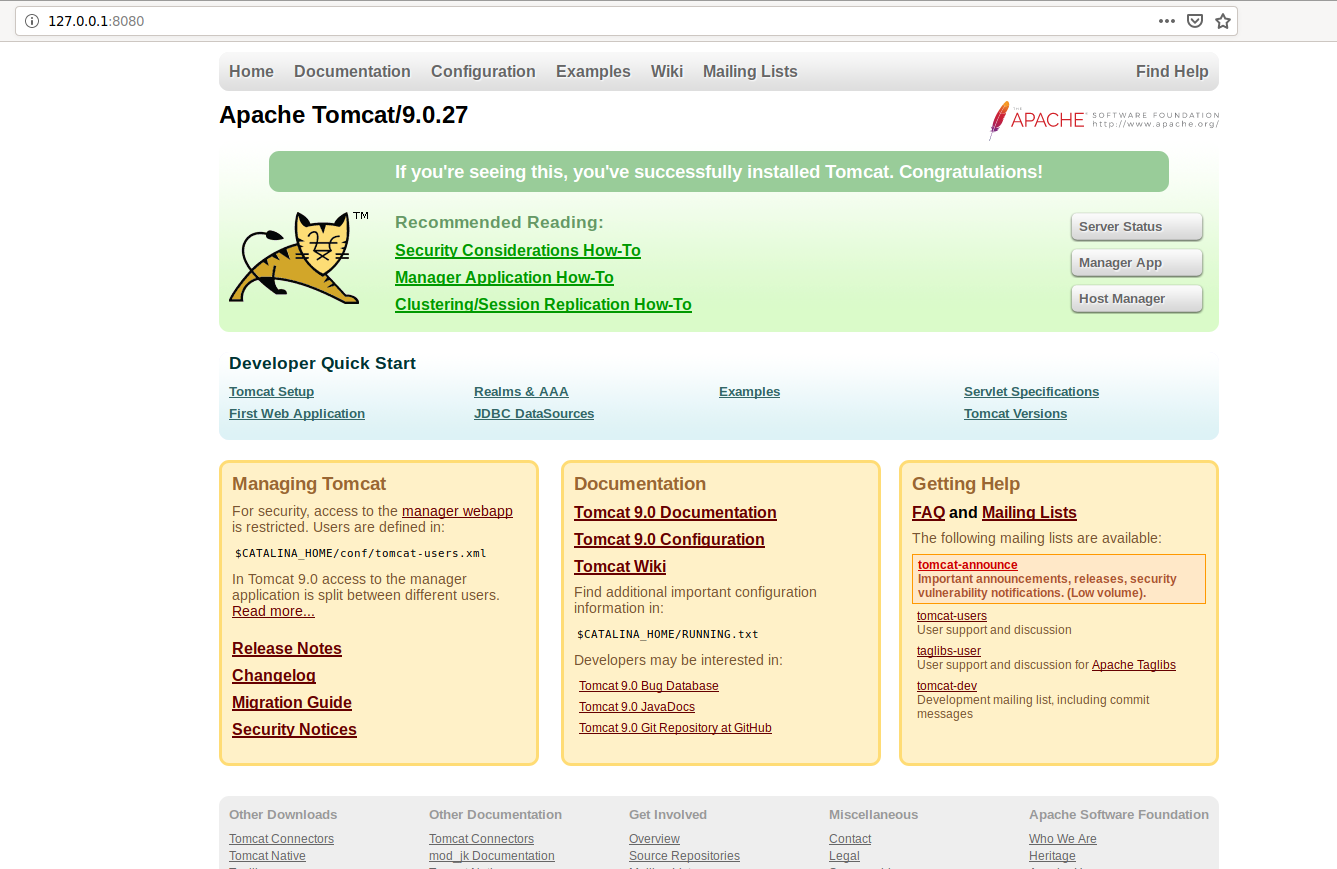 127.0.0.1:8080
Home Documentation Configuration Examples Wiki Mailing Lists Find Help
Apache Tomcat/9.0.27
THE APACHE SOFTWARE FOUNDATION
http://www.apache.org/
If you're seeing this, you've successfully installed Tomcat. Congratulations!
TM
Recommended Reading:
Security Considerations How-To
Manager Application How-To
Clustering/Session Replication How-To
Server Status
Manager App
Host Manager
Developer Quick Start
Tomcat Setup
First Web Application
Realms & AAA
JDBC DataSources
Examples
Servlet Specifications
Tomcat Versions
Managing Tomcat
For security, access to the manager webapp
is restricted. Users are defined in:
$CATALINA_HOME/conf/tomcat-users.xml
In Tomcat 9.0 access to the manager
application is split between different users.
Read more...
Release Notes
Changelog
Migration Guide
Security Notices
Documentation
Tomcat 9.0 Documentation
Tomcat 9.0 Configuration
Tomcat Wiki
Find additional important configuration
information in:
$CATALINA_HOME/RUNNING.txt
Developers may be interested in:
Tomcat 9.0 Bug Database
Tomcat 9.0 JavaDocs
Tomcat 9.0 Git Repository at GitHub
Getting Help
FAQ and Mailing Lists
The following mailing lists are available:
tomcat-announce
Important announcements, releases, security
vulnerability notifications. (Low volume).
tomcat-users
User support and discussion
taglibs-user
User support and discussion for Apache Taglibs
tomcat-dev
Development mailing list, including commit
messages
Other Downloads
Tomcat Connectors
Tomcat Native
Other Documentation
Tomcat Connectors
mod_jk Documentation
Get Involved
Overview
Source Repositories
Miscellaneous
Contact
Legal
Apache Software Foundation
Who We Are
Heritage